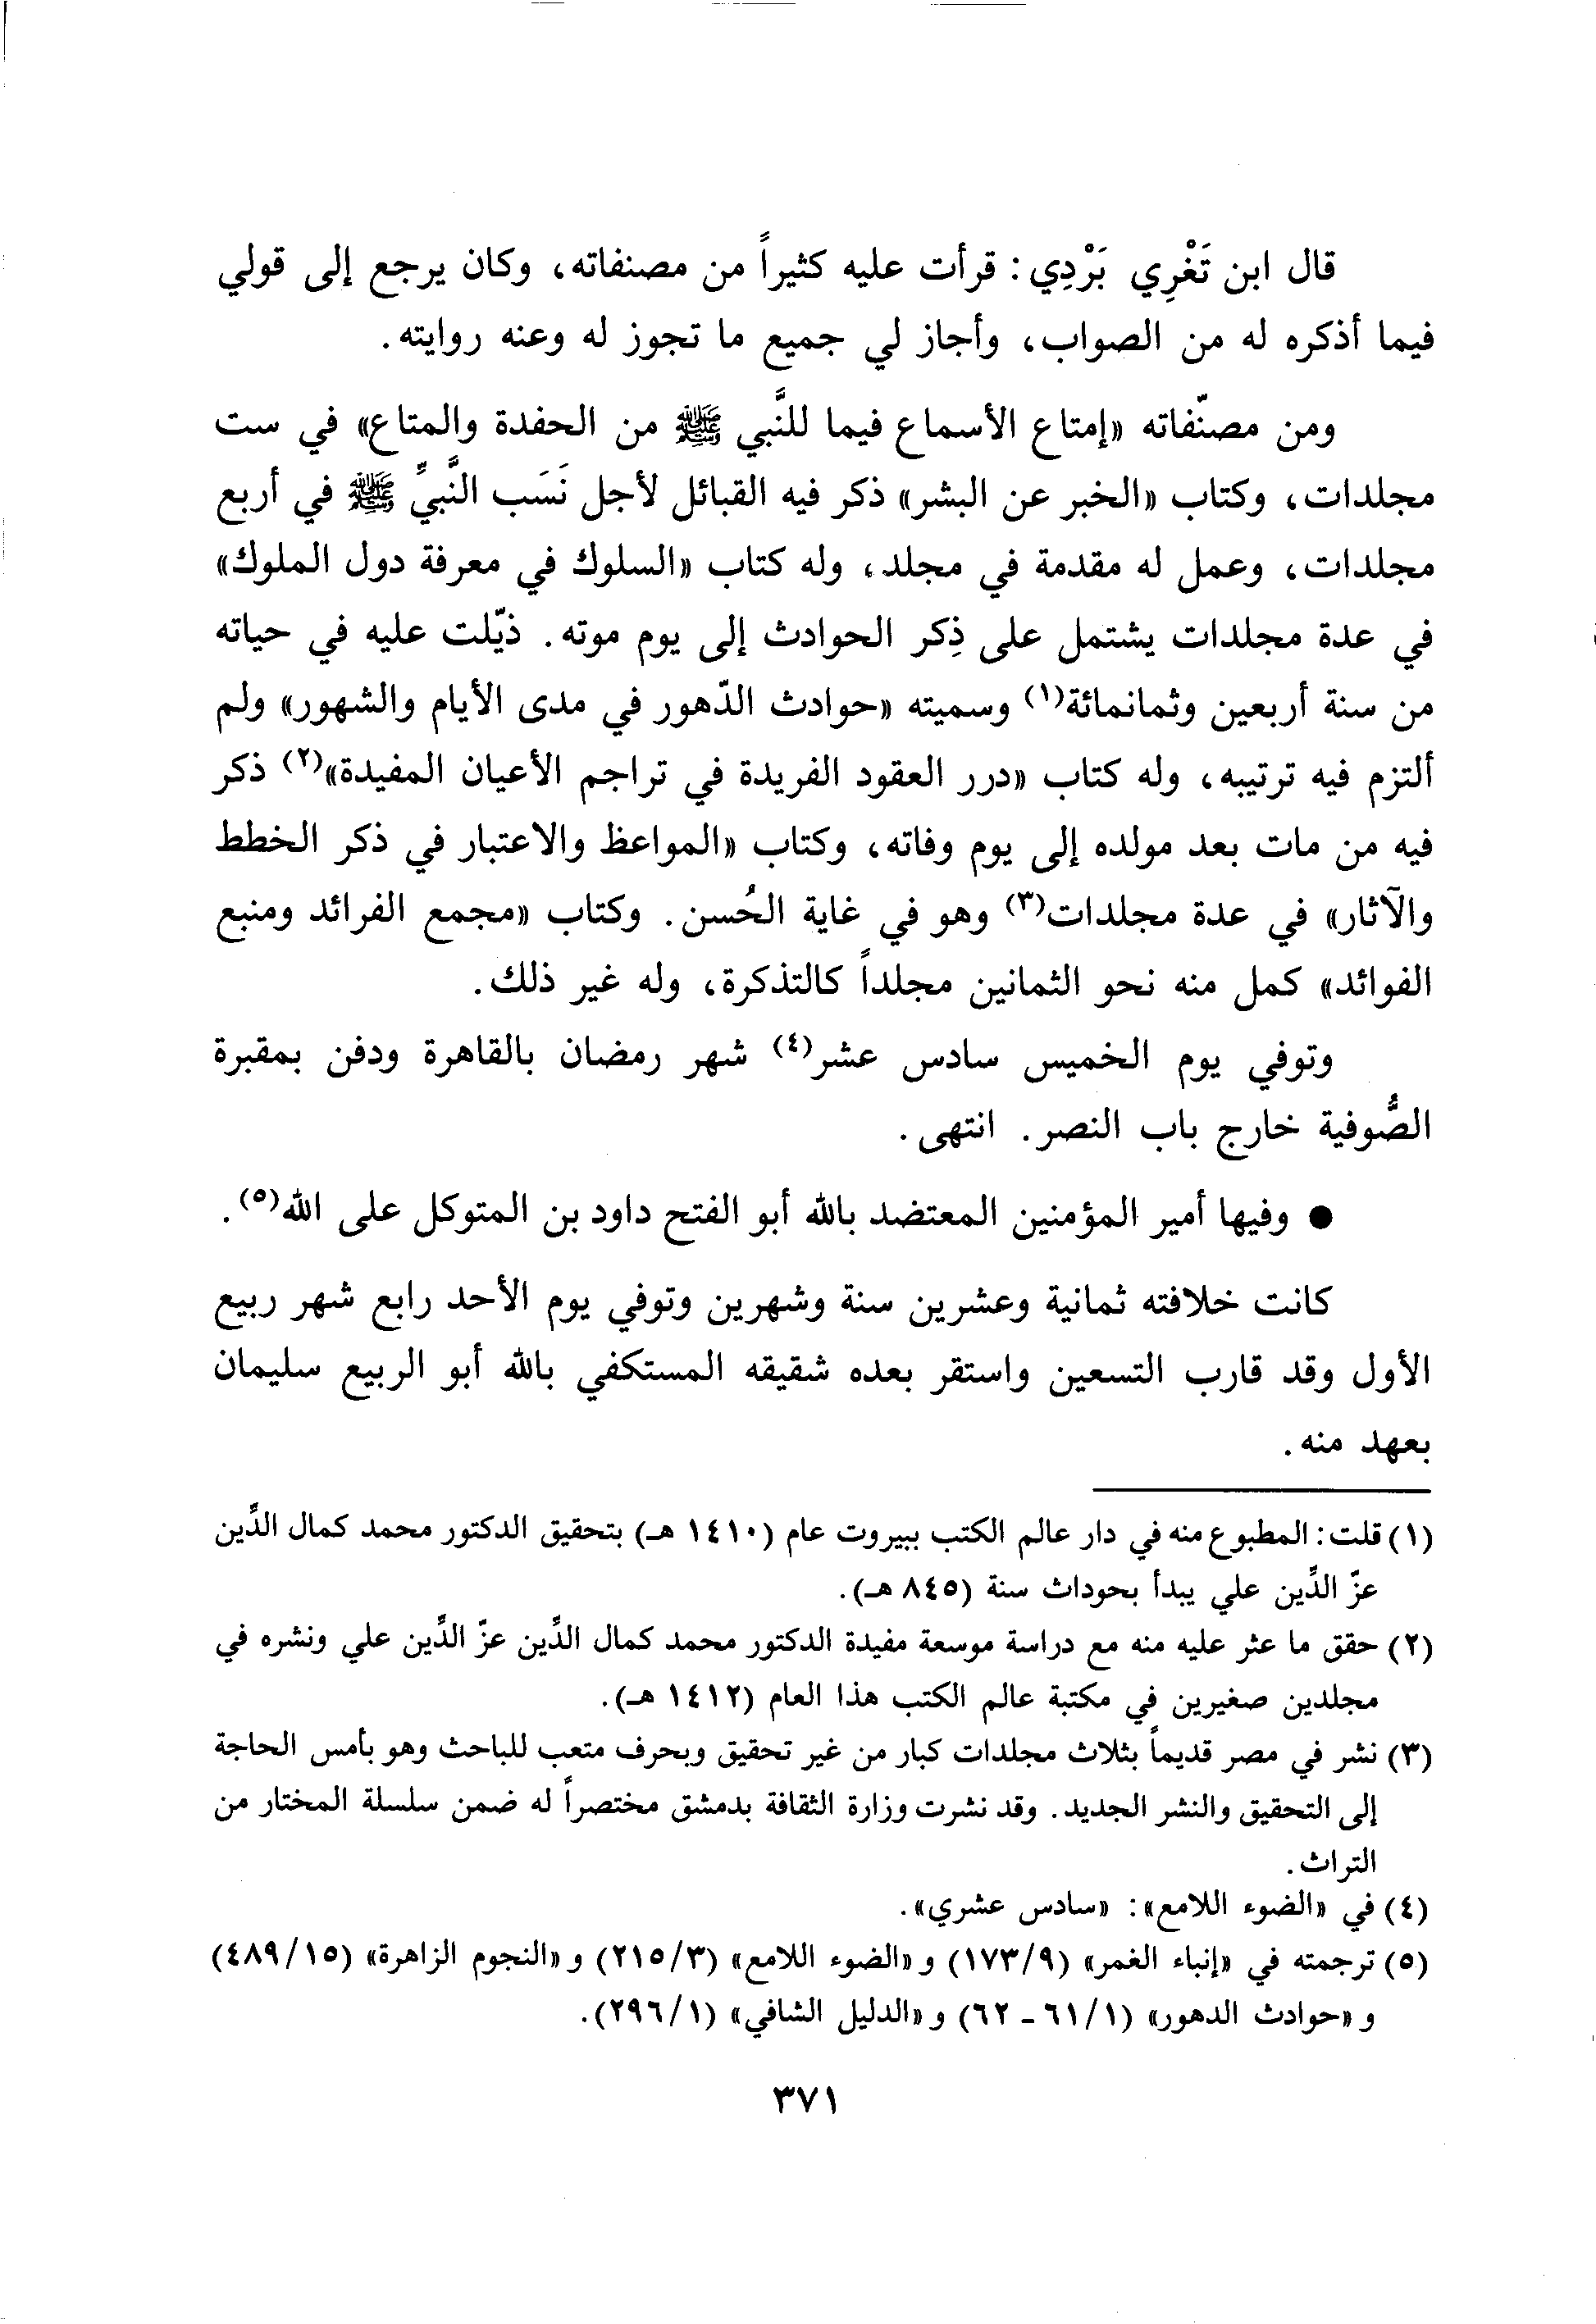 قال ابن تَغْرِي بَرْدِي: قرأت عليه كثيراً من مصنفاته، وكان يرجع إلى قولي
فيما أذكره له من الصواب، وأجاز لي جميع ما تجوز له وعنه روايته.
ومن مصنّفاته «إمتاع الأسماع فيما للنَّبي ﷺ من الحفدة والمتاع» في ست
مجلدات، وكتاب «الخبر عن البشر» ذكر فيه القبائل لأجل نَسَب النَّبيِّ ﷺ في أربع
مجلدات، وعمل له مقدمة في مجلد، وله كتاب «السلوك في معرفة دول الملوك»
في عدة مجلدات يشتمل على ذِكر الحوادث إلى يوم موته. ذيّلت عليه في حياته
من سنة أربعين وثمانمائة(١) وسميته «حوادث الدّهور في مدى الأيام والشهور» ولم
ألتزم فيه ترتيبه، وله كتاب «درر العقود الفريدة في تراجم الأعيان المفيدة»(٢) ذكر
فيه من مات بعد مولده إلى يوم وفاته، وكتاب «المواعظ والاعتبار في ذكر الخطط
والآثار» في عدة مجلدات(٣) وهو في غاية الحُسن. وكتاب «مجمع الفرائد ومنبع
الفوائد» كمل منه نحو الثمانين مجلداً كالتذكرة، وله غير ذلك.
وتوفي يوم الخميس سادس عشر(٤) شهر رمضان بالقاهرة ودفن بمقبرة
الصُّوفية خارج باب النصر. انتهى.
● وفيها أمير المؤمنين المعتضد بالله أبو الفتح داود بن المتوكل على الله(٥).
كانت خلافته ثمانية وعشرين سنة وشهرين وتوفي يوم الأحد رابع شهر ربيع
الأول وقد قارب التسعين واستقر بعده شقيقه المستكفي بالله أبو الربيع سليمان
بعهد منه.
(١) قلت: المطبوع منه في دار عالم الكتب ببيروت عام (١٤١٠ هـ) بتحقيق الدكتور محمد كمال الدِّين
عزّ الدِّين علي يبدأ بحوداث سنة (٨٤٥ هـ).
(٢) حقق ما عثر عليه منه مع دراسة موسعة مفيدة الدكتور محمد كمال الدِّين عزّ الدِّين علي ونشره في
مجلدين صغيرين في مكتبة عالم الكتب هذا العام (١٤١٢ هـ).
(٣) نشر في مصر قديماً بثلاث مجلدات كبار من غير تحقيق وبحرف متعب للباحث وهو بأمس الحاجة
إلى التحقيق والنشر الجديد. وقد نشرت وزارة الثقافة بدمشق مختصراً له ضمن سلسلة المختار من
التراث.
(٤) في «الضوء اللامع»: «سادس عشري».
(٥) ترجمته في «إنباء الغمر» (١٧٣/٩) و«الضوء اللامع» (٢١٥/٣) و«النجوم الزاهرة» (٤٨٩/١٥)
و «حوادث الدهور» (٦١/١ - ٦٢) و«الدليل الشافي» (٢٩٦/١).
٣٧١